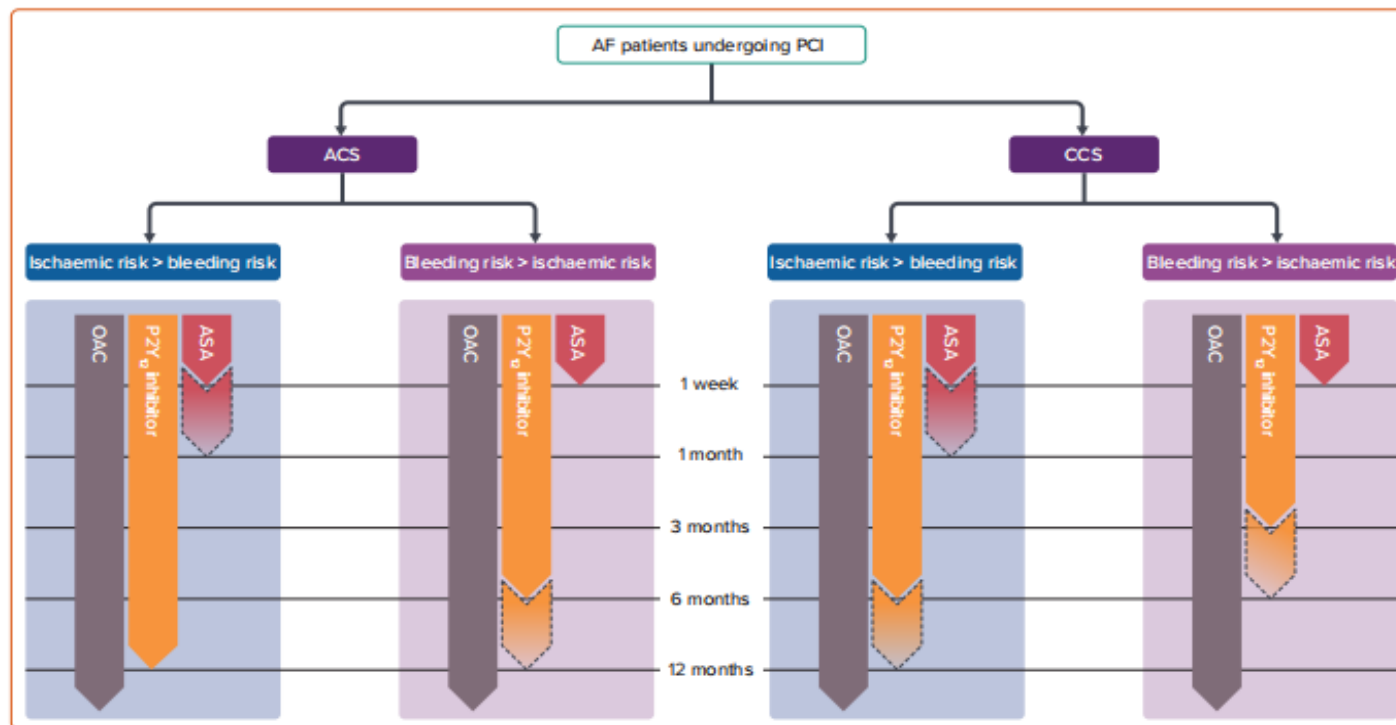 AF patients undergoing PCI
ACS
CCS
Ischaemic risk > bleeding risk
Bleeding risk > ischaemic risk
Ischaemic risk > bleeding risk
Bleeding risk > ischaemic risk
OAC
P2Y₁₂ inhibitor
ASA
OAC
P2Y₁₂ inhibitor
ASA
OAC
P2Y₁₂ inhibitor
ASA
OAC
P2Y₁₂ inhibitor
ASA
1 week
1 month
3 months
6 months
12 months